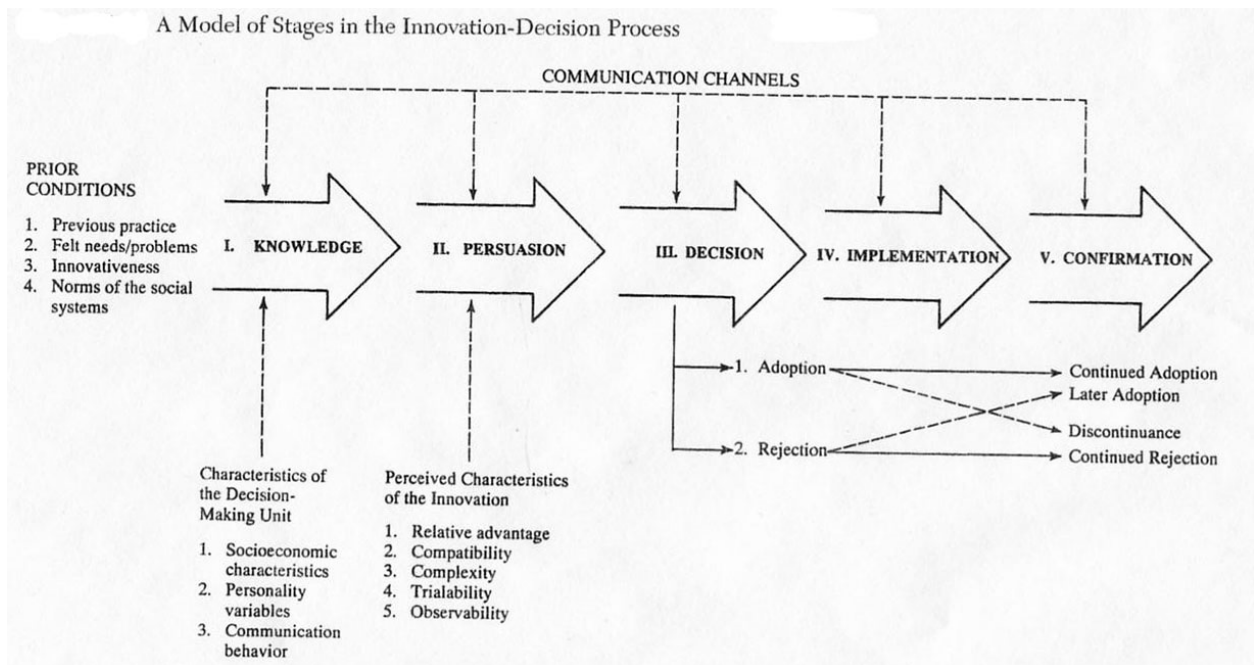 A Model of Stages in the Innovation-Decision Process
COMMUNICATION CHANNELS
PRIOR
CONDITIONS
1. Previous practice
2. Felt needs/problems
3. Innovativeness
4. Norms of the social
systems
I. KNOWLEDGE
II. PERSUASION
III. DECISION
IV. IMPLEMENTATION
V. CONFIRMATION
1. Adoption
2. Rejection
Continued Adoption
Later Adoption
Discontinuance
Continued Rejection
Characteristics of
the Decision-
Making Unit
1. Socioeconomic
characteristics
2. Personality
variables
3. Communication
behavior
Perceived Characteristics
of the Innovation
1. Relative advantage
2. Compatibility
3. Complexity
4. Trialability
5. Observability